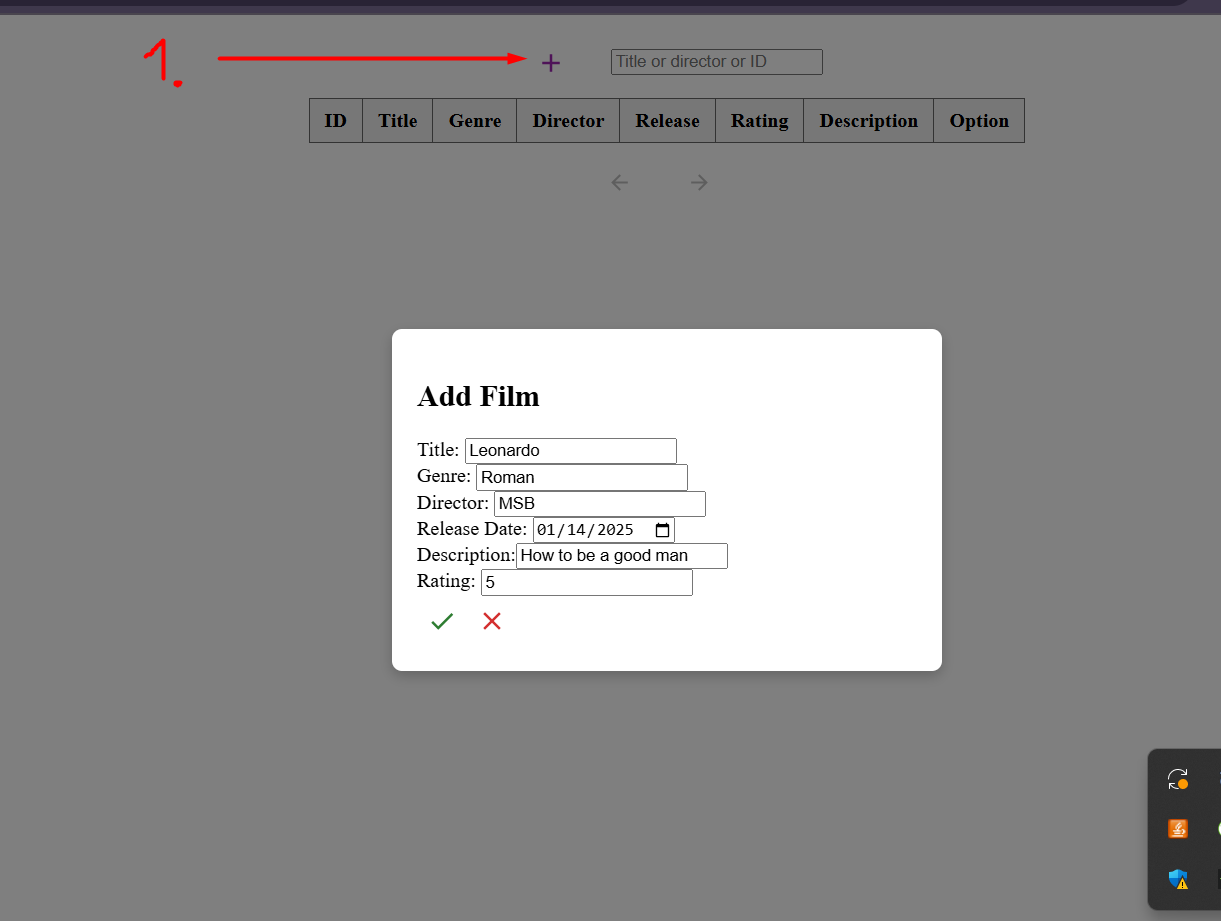 1.
Title or director or ID
ID Title Genre Director Release Rating Description Option
Add Film
Title: Leonardo
Genre: Roman
Director: MSB
Release Date: 01/14/2025
Description: How to be a good man
Rating: 5